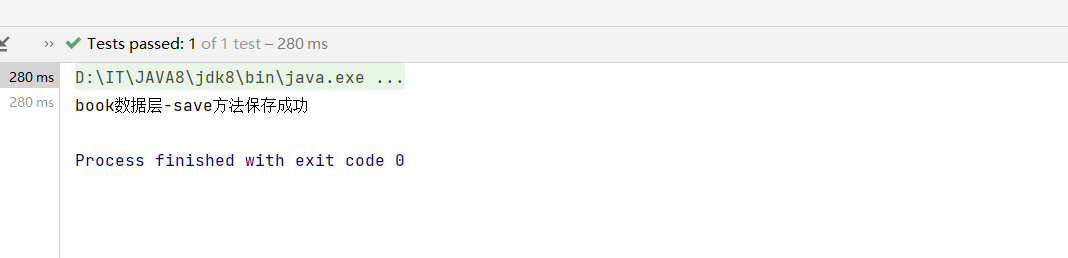 » Tests passed: 1 of 1 test – 280 ms
280 ms D:\IT\JAVA8\jdk8\bin\java.exe ...
280 ms book数据层-save方法保存成功
Process finished with exit code 0